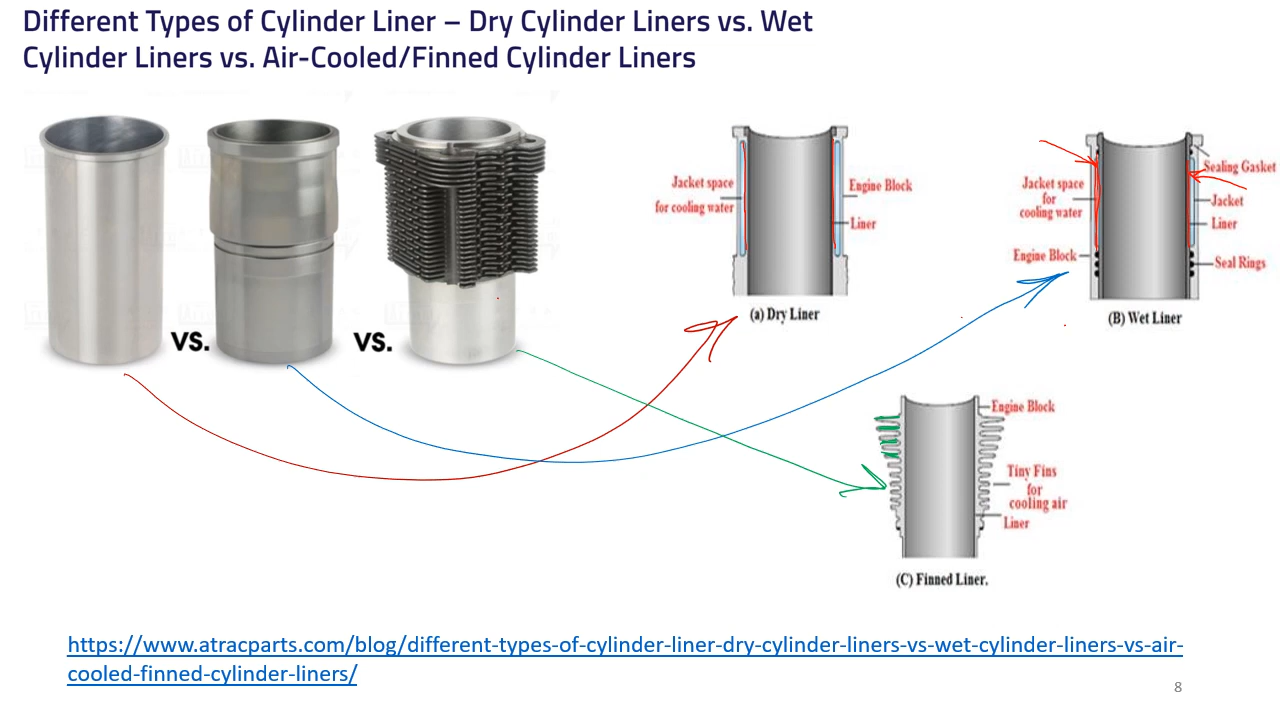 Different Types of Cylinder Liner – Dry Cylinder Liners vs. Wet
Cylinder Liners vs. Air-Cooled/Finned Cylinder Liners
VS.
VS.
Jacket space
for cooling water
Engine Block
Liner
(a) Dry Liner
Jacket space
for
cooling water
Engine Block
Sealing Gasket
Jacket
Liner
Seal Rings
(B) Wet Liner
Engine Block
Tiny Fins
for
cooling air
Liner
(C) Finned Liner.
https://www.atracparts.com/blog/different-types-of-cylinder-liner-dry-cylinder-liners-vs-wet-cylinder-liners-vs-air-
cooled-finned-cylinder-liners/
8